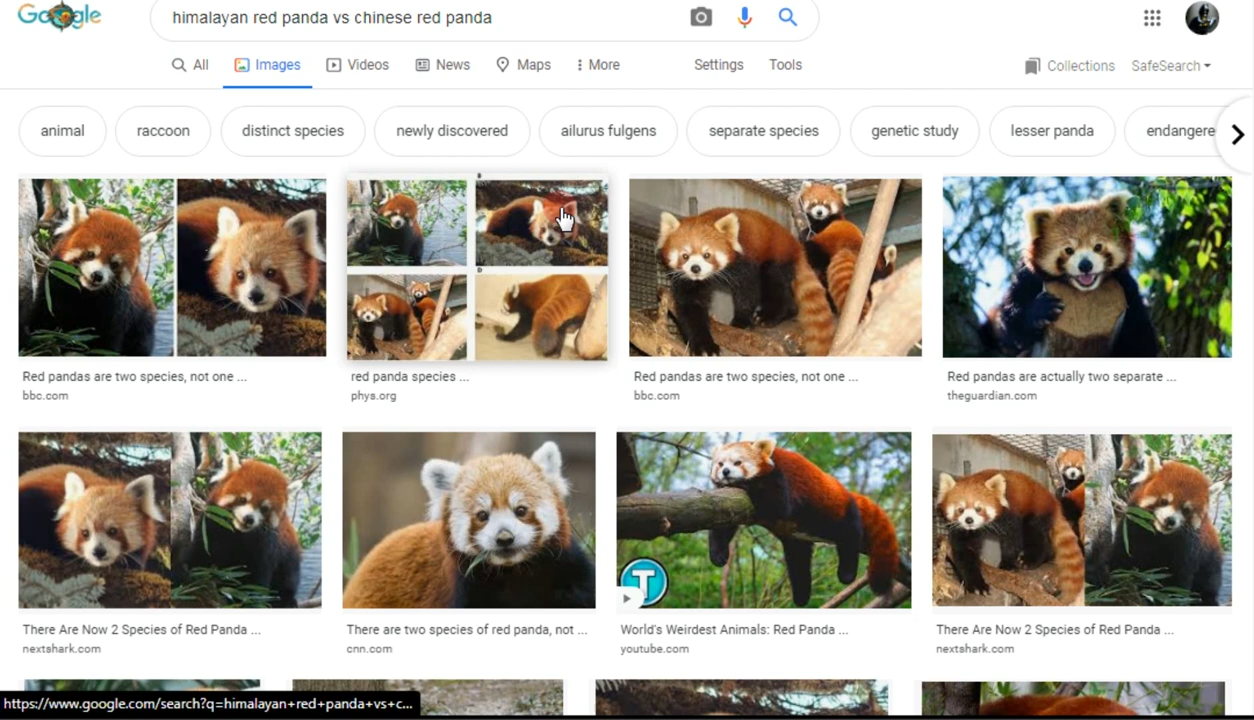 Google
himalayan red panda vs chinese red panda
All Images Videos News Maps More Settings Tools Collections SafeSearch
animal raccoon distinct species newly discovered ailurus fulgens separate species genetic study lesser panda endangere
Red pandas are two species, not one ...
bbc.com
red panda species ...
phys.org
Red pandas are two species, not one ...
bbc.com
Red pandas are actually two separate ...
theguardian.com
T
There Are Now 2 Species of Red Panda ...
nextshark.com
There are two species of red panda, not ...
cnn.com
World's Weirdest Animals: Red Panda ...
youtube.com
There Are Now 2 Species of Red Panda ...
nextshark.com
https://www.google.com/search?q=himalayan+red+panda+vs+c...